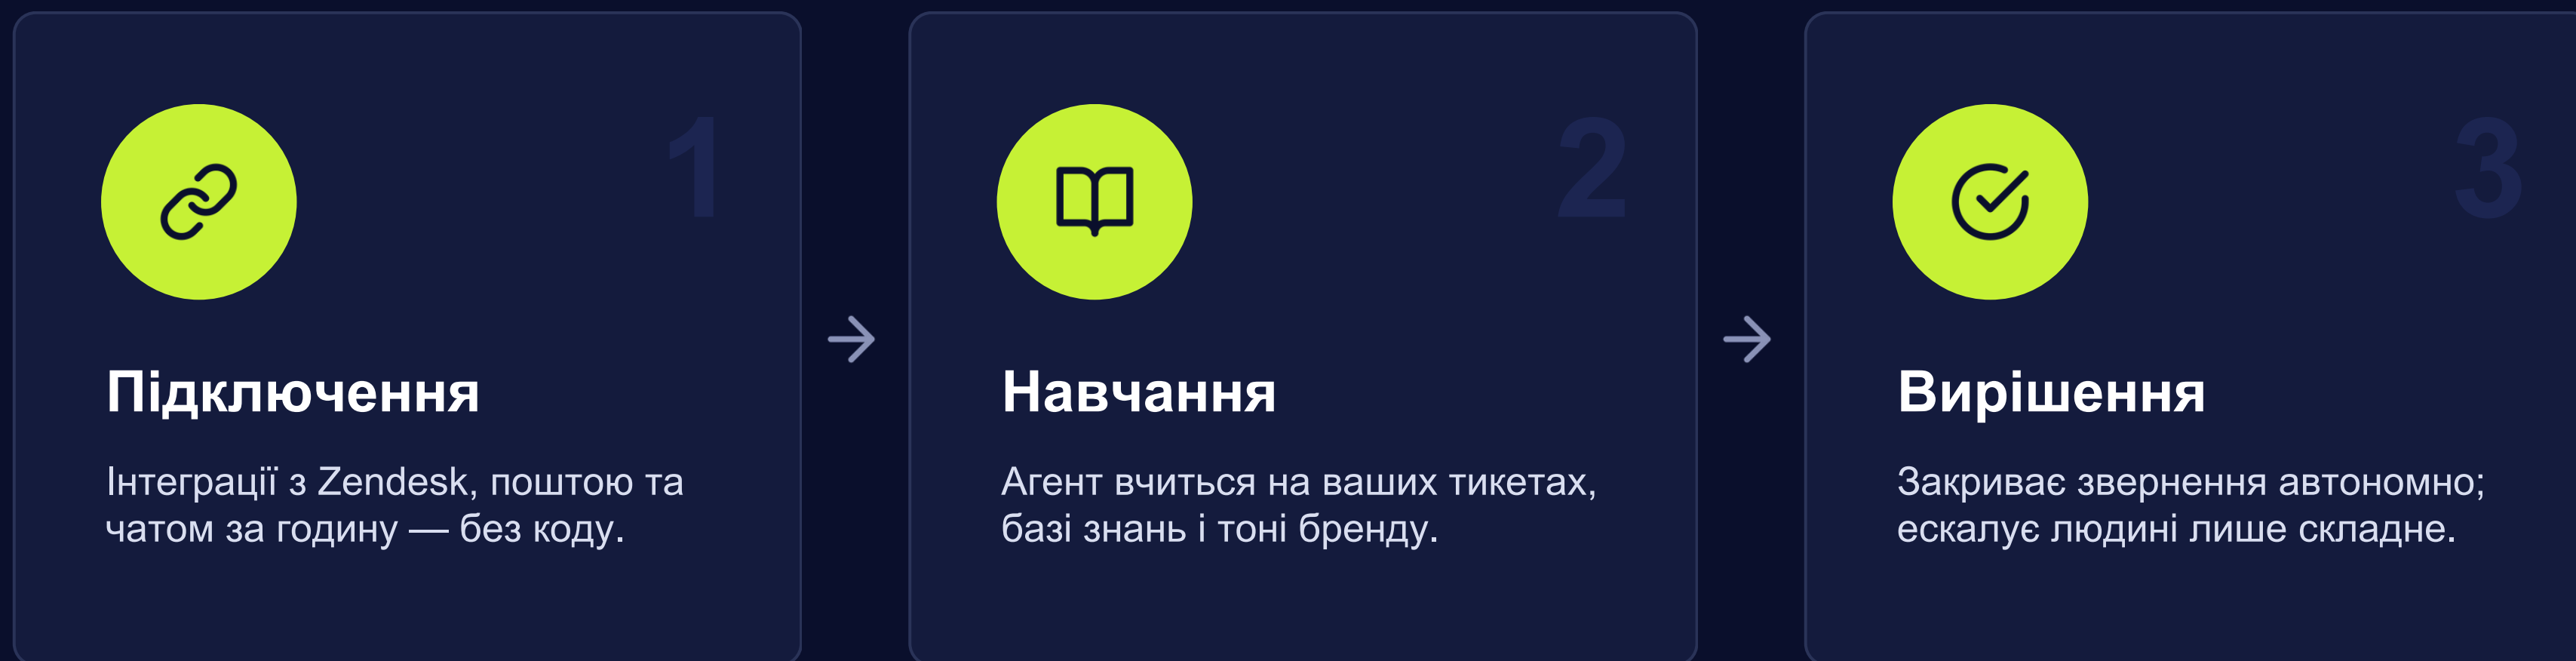 1
Підключення
Інтеграції з Zendesk, поштою та
чатом за годину — без коду.
2
Навчання
Агент вчиться на ваших тикетах,
базі знань і тоні бренду.
3
Вирішення
Закриває звернення автономно;
ескалує людині лише складне.